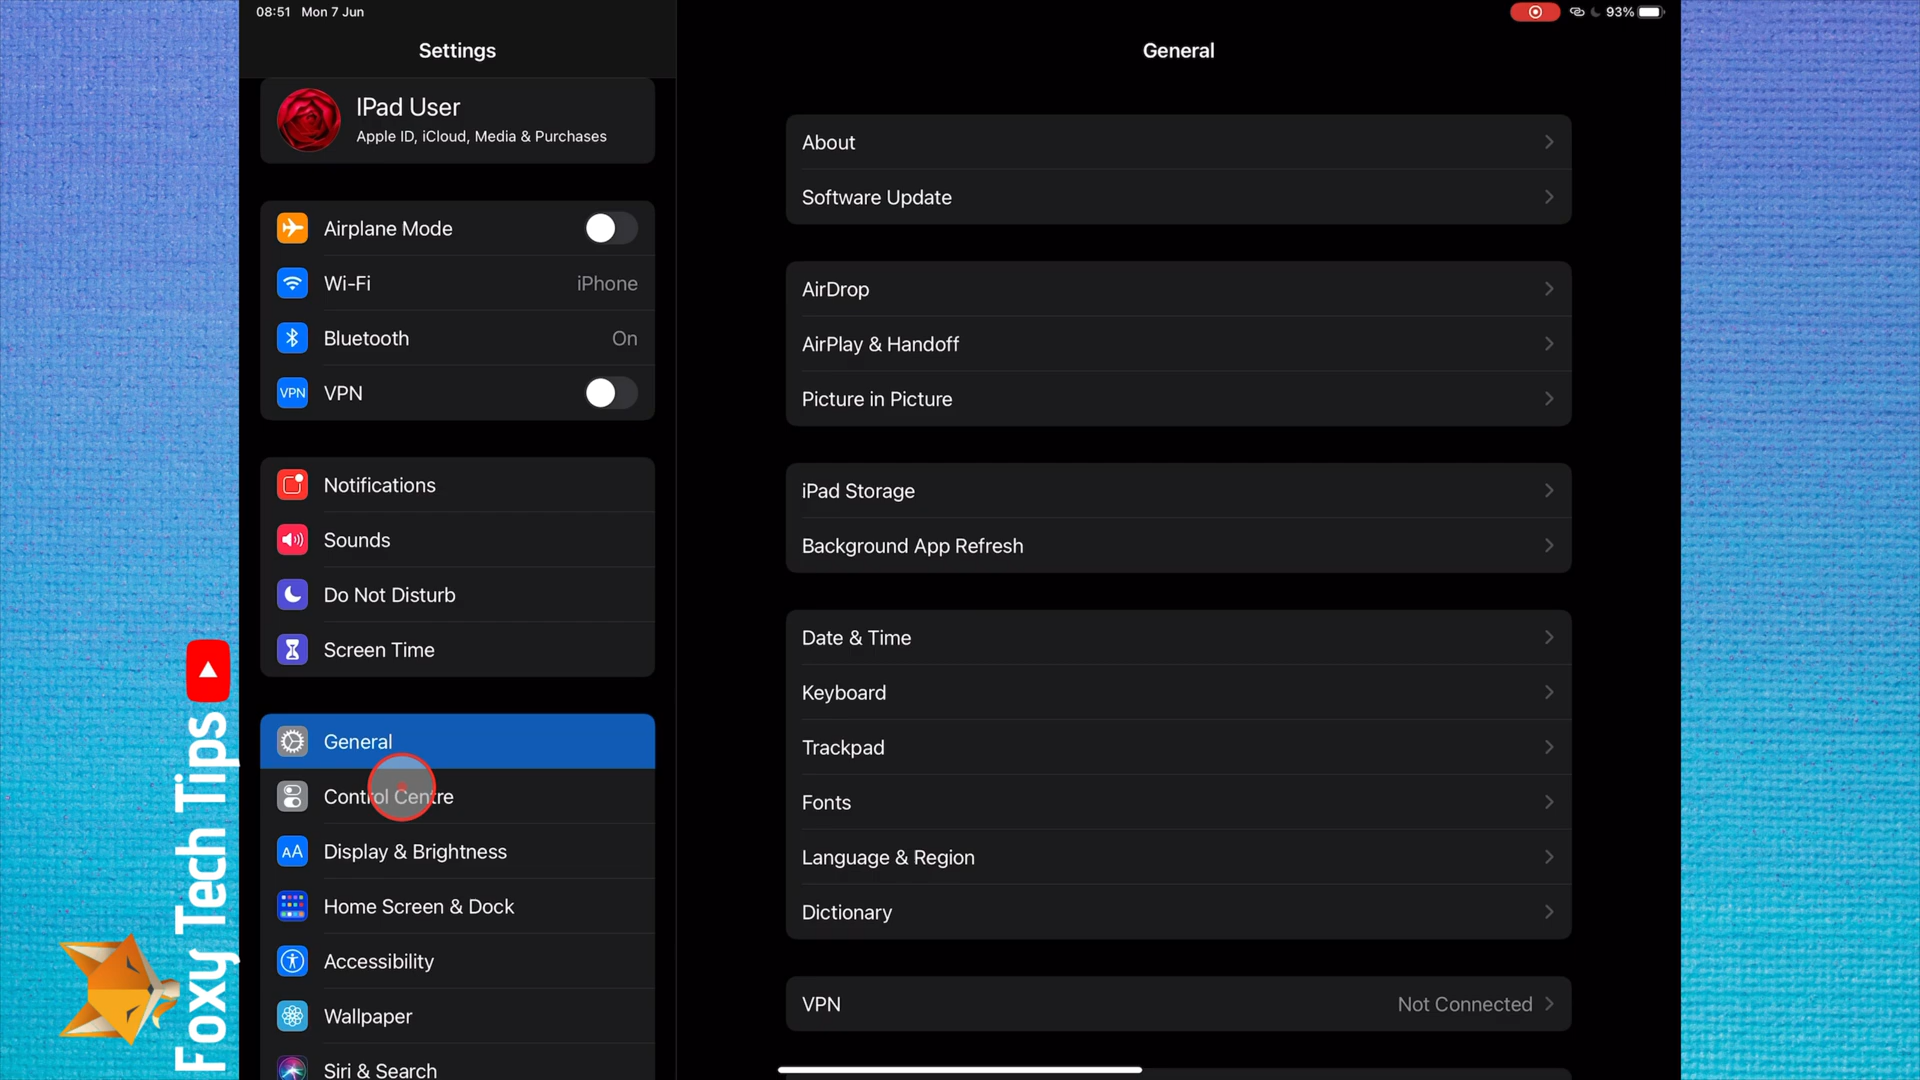 08:51 Mon 7 Jun
93%
Settings
IPad User
Apple ID, iCloud, Media & Purchases
Airplane Mode
Wi-Fi iPhone
Bluetooth On
VPN VPN
Notifications
Sounds
Do Not Disturb
Screen Time
General
Control Centre
AA Display & Brightness
Home Screen & Dock
Accessibility
Wallpaper
Siri & Search
General
About
Software Update
AirDrop
AirPlay & Handoff
Picture in Picture
iPad Storage
Background App Refresh
Date & Time
Keyboard
Trackpad
Fonts
Language & Region
Dictionary
VPN Not Connected
Foxy Tech Tips